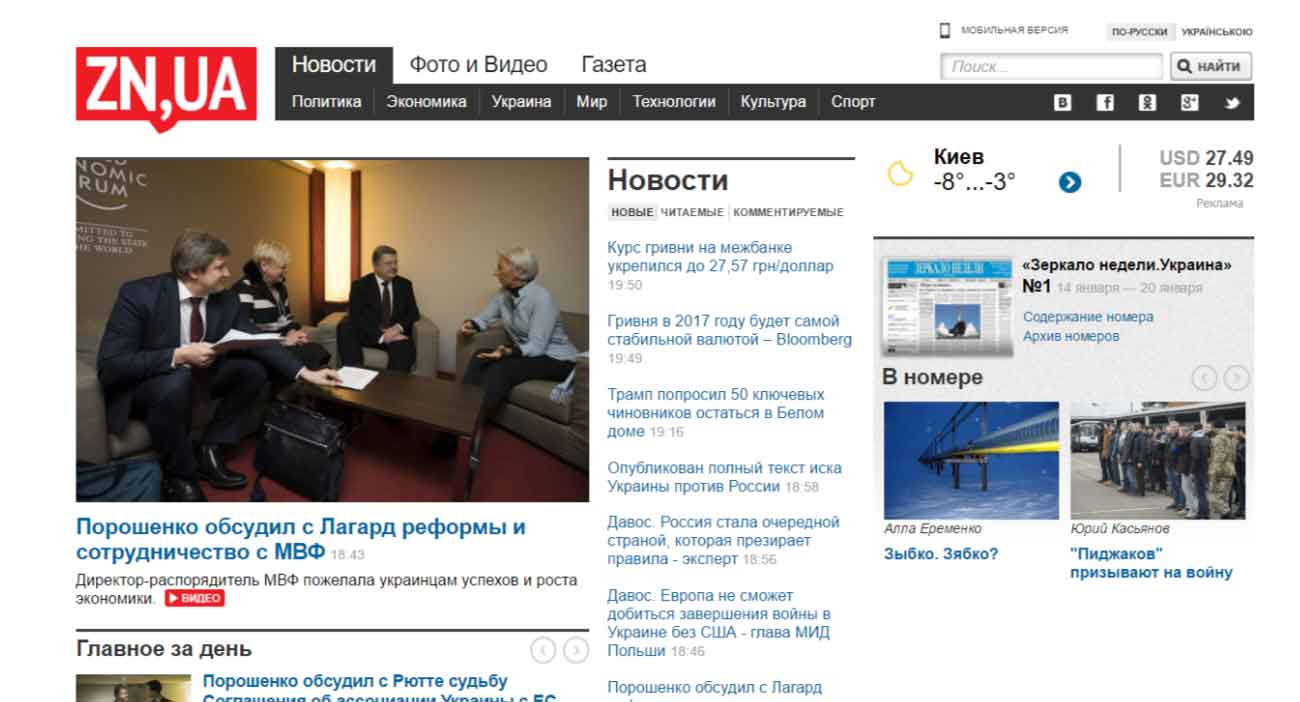 МОБИЛЬНАЯ ВЕРСИЯ
ПО-РУССКИ УКРАЇНСЬКОЮ
ZN,UA
Новости Фото и Видео Газета
Поиск...
НАЙТИ
Политика Экономика Украина Мир Технологии Культура Спорт
NOMIC
RUM
MITTED TO
NG THE STATE
HE WORLD
Порошенко обсудил с Лагард реформы и
сотрудничество с МВФ 18:43
Директор-распорядитель МВФ пожелала украинцам успехов и роста
экономики. ВИДЕО
Главное за день
Порошенко обсудил с Рютте судьбу
Соглашения об ассоциации Украины с ЕС
Новости
НОВЫЕ ЧИТАЕМЫЕ КОММЕНТИРУЕМЫЕ
Курс гривни на межбанке
укрепился до 27,57 грн/доллар
19:50
Гривня в 2017 году будет самой
стабильной валютой – Bloomberg
19:49
Трамп попросил 50 ключевых
чиновников остаться в Белом
доме 19:16
Опубликован полный текст иска
Украины против России 18:58
Давос. Россия стала очередной
страной, которая презирает
правила - эксперт 18:56
Давос. Европа не сможет
добиться завершения войны в
Украине без США - глава МИД
Польши 18:46
Порошенко обсудил с Лагард
Киев
-8°...-3°
USD 27.49
EUR 29.32
Реклама
ЗЕРКАЛО НЕДЕЛИ
«Зеркало недели.Украина»
№1 14 января — 20 января
Содержание номера
Архив номеров
В номере
Алла Еременко
Зыбко. Зябко?
Юрий Касьянов
"Пиджаков"
призывают на войну